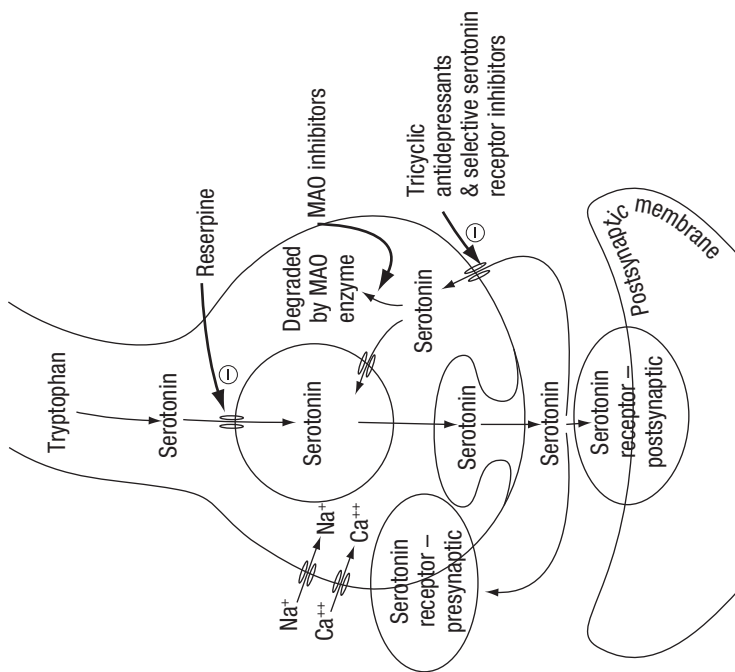 Tryptophan
Serotonin
Reserpine
⊖
Serotonin
MAO inhibitors
Degraded
by MAO
enzyme
Serotonin
Tricyclic
antidepressants
& selective serotonin
receptor inhibitors
⊖
Na⁺
Na⁺
Ca⁺⁺
Ca⁺⁺
Serotonin
receptor –
presynaptic
Serotonin
Serotonin
Serotonin
receptor –
postsynaptic
Postsynaptic
membrane